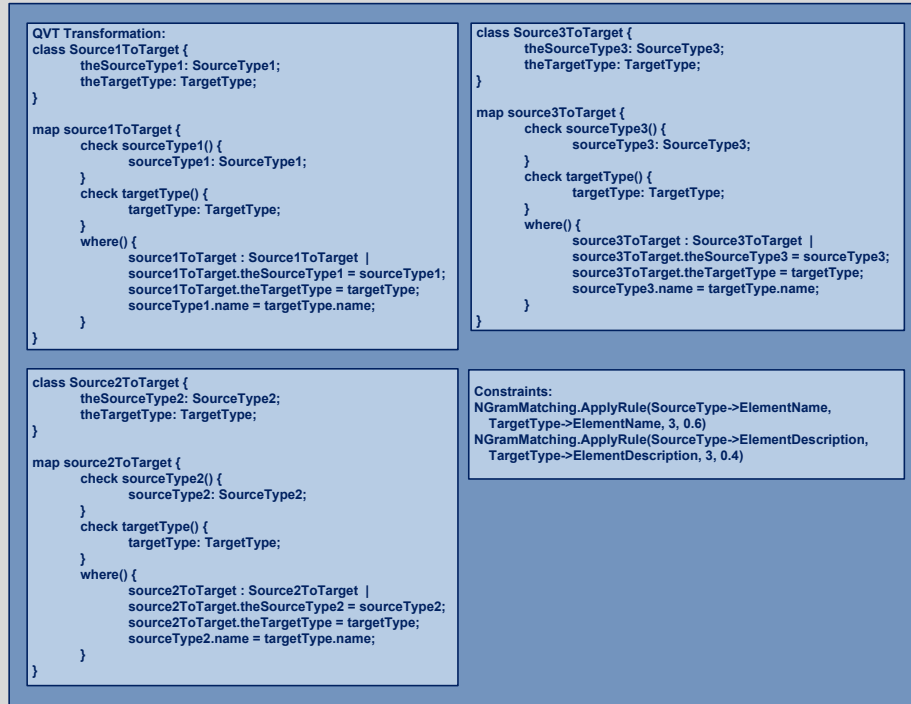 QVT Transformation:
class Source1ToTarget {
theSourceType1: SourceType1;
theTargetType: TargetType;
}
map source1ToTarget {
check sourceType1() {
sourceType1: SourceType1;
}
check targetType() {
targetType: TargetType;
}
where() {
source1ToTarget : Source1ToTarget |
source1ToTarget.theSourceType1 = sourceType1;
source1ToTarget.theTargetType = targetType;
sourceType1.name = targetType.name;
}
}
class Source2ToTarget {
theSourceType2: SourceType2;
theTargetType: TargetType;
}
map source2ToTarget {
check sourceType2() {
sourceType2: SourceType2;
}
check targetType() {
targetType: TargetType;
}
where() {
source2ToTarget : Source2ToTarget |
source2ToTarget.theSourceType2 = sourceType2;
source2ToTarget.theTargetType = targetType;
sourceType2.name = targetType.name;
}
}
class Source3ToTarget {
theSourceType3: SourceType3;
theTargetType: TargetType;
}
map source3ToTarget {
check sourceType3() {
sourceType3: SourceType3;
}
check targetType() {
targetType: TargetType;
}
where() {
source3ToTarget : Source3ToTarget |
source3ToTarget.theSourceType3 = sourceType3;
source3ToTarget.theTargetType = targetType;
sourceType3.name = targetType.name;
}
}
Constraints:
NGramMatching.ApplyRule(SourceType->ElementName,
TargetType->ElementName, 3, 0.6)
NGramMatching.ApplyRule(SourceType->ElementDescription,
TargetType->ElementDescription, 3, 0.4)